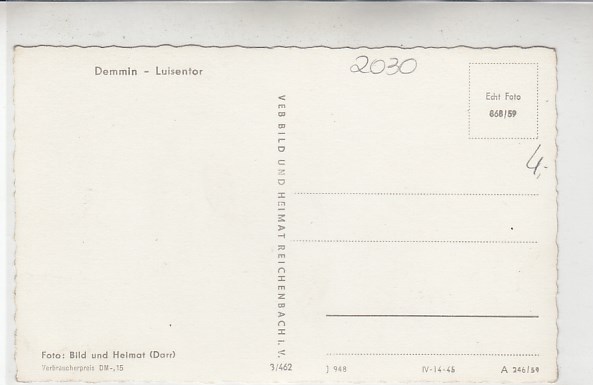 Demmin – Luisentor
2030
Echt Foto
868/59
4,-
VEB BILD UND HEIMAT REICHENBACH I. V.
Foto: Bild und Heimat (Darr)
Verbraucherpreis DM -,15
3/462
J 948
IV-14-45
A 246/59